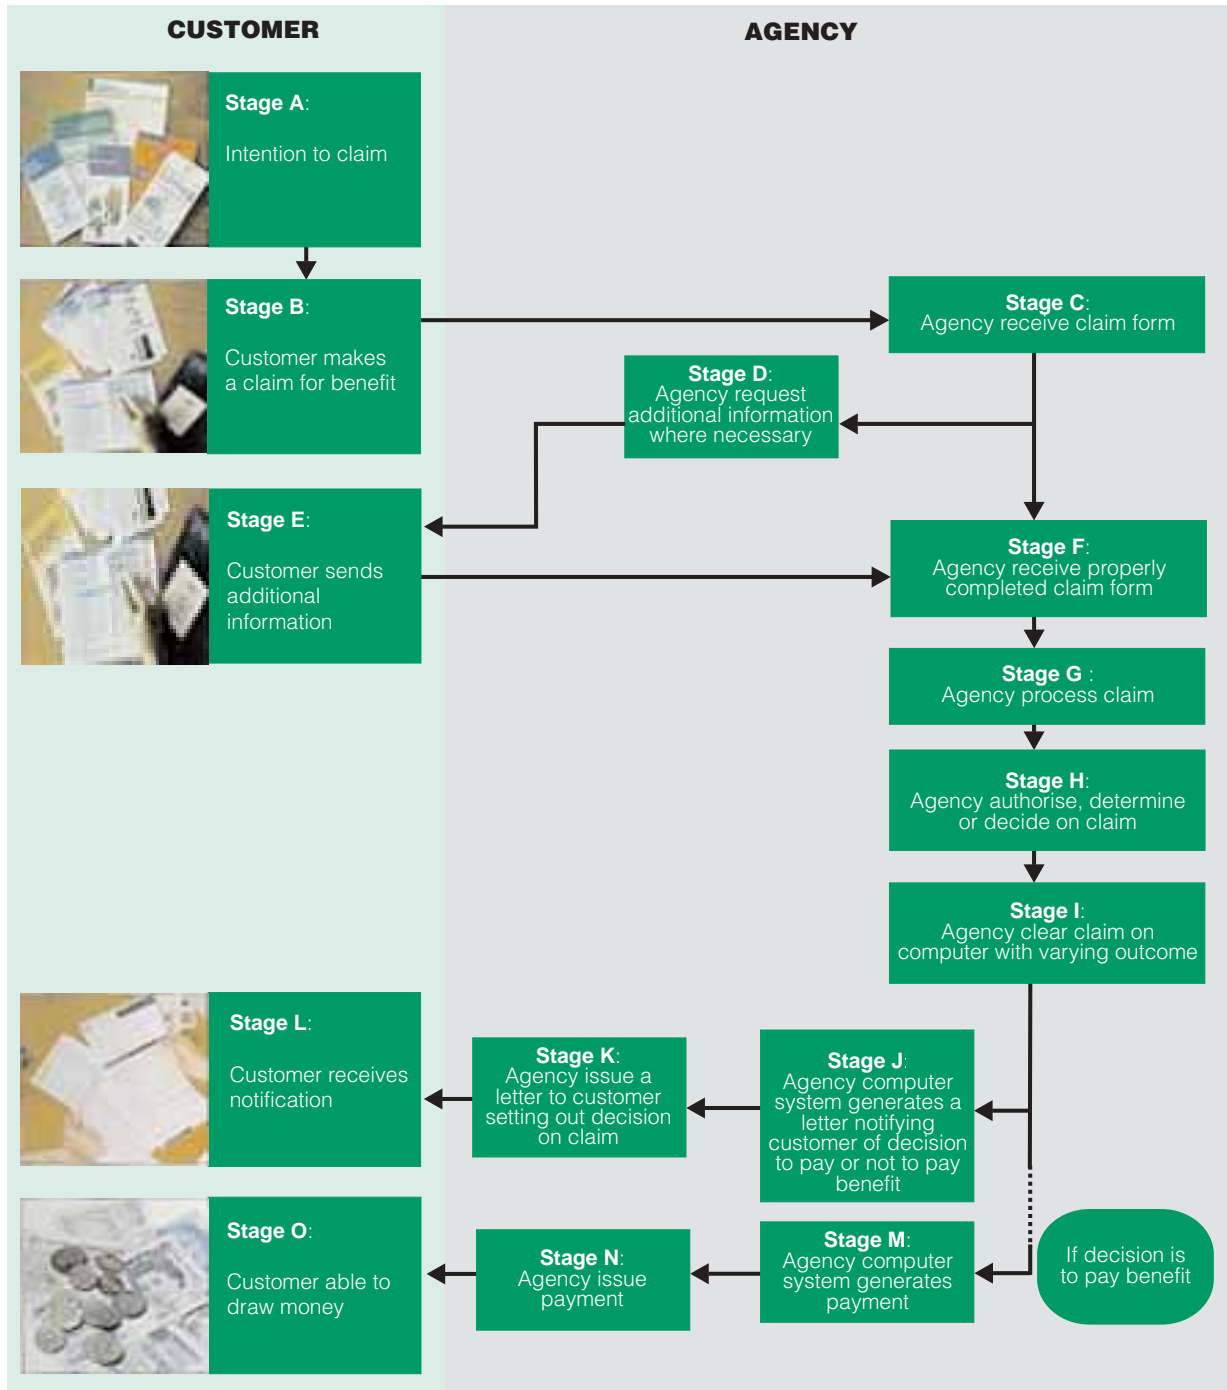 CUSTOMER
AGENCY
Stage A:
Intention to claim
Stage B:
Customer makes
a claim for benefit
Stage C:
Agency receive claim form
Stage D:
Agency request
additional information
where necessary
Stage E:
Customer sends
additional
information
Stage F:
Agency receive properly
completed claim form
Stage G :
Agency process claim
Stage H:
Agency authorise, determine
or decide on claim
Stage I:
Agency clear claim on
computer with varying outcome
Stage J:
Agency computer
system generates a
letter notifying
customer of decision
to pay or not to pay
benefit
Stage K:
Agency issue a
letter to customer
setting out decision
on claim
Stage L:
Customer receives
notification
Stage M:
Agency computer
system generates
payment
If decision is
to pay benefit
Stage N:
Agency issue
payment
Stage O:
Customer able to
draw money